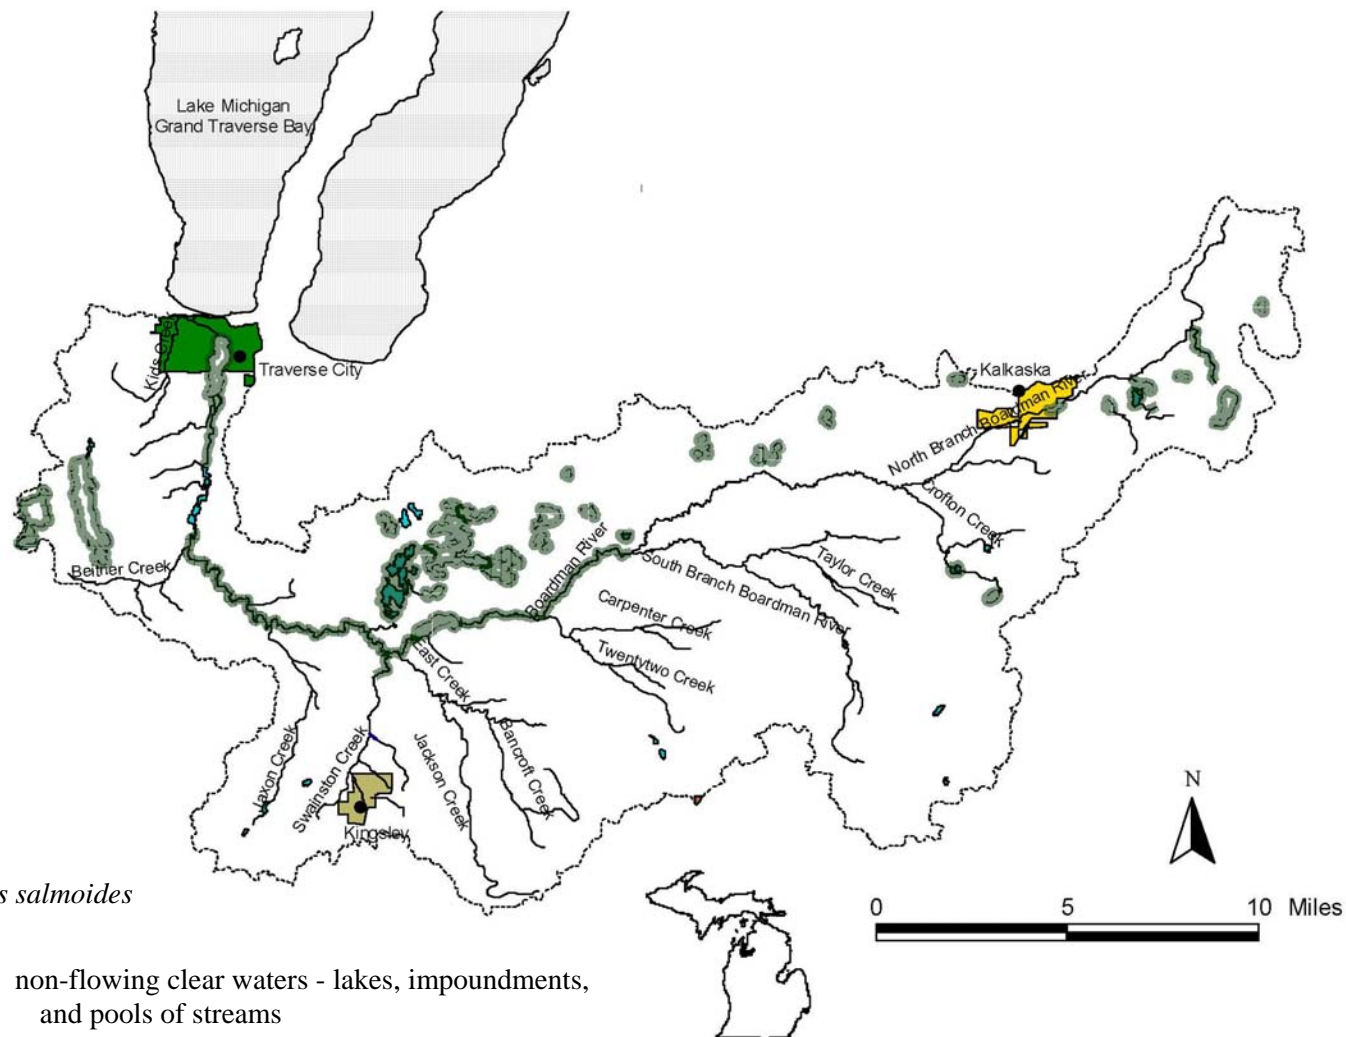 Lake Michigan
Grand Traverse Bay
Traverse City
Kalkaska
North Branch Boardman River
Crofton Creek
Taylor Creek
South Branch Boardman River
Boardman River
Carpenter Creek
Twentytwo Creek
Beitner Creek
East Creek
Bancroft Creek
Jackson Creek
Swainston Creek
Jaxon Creek
Kingsley
N
0 5 10 Miles
s salmoides
non-flowing clear waters - lakes, impoundments,
and pools of streams